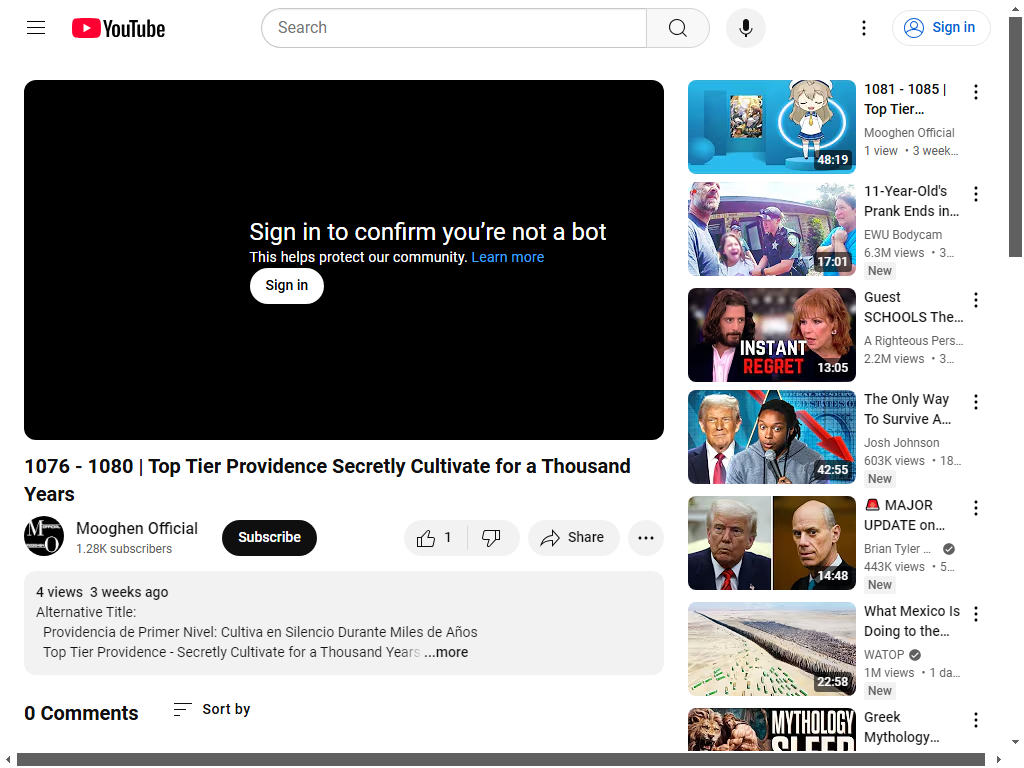 YouTube
Search
Sign in
Sign in to confirm you’re not a bot
This helps protect our community. Learn more
Sign in
1076 - 1080 | Top Tier Providence Secretly Cultivate for a Thousand
Years
Mooghen Official
1.28K subscribers
Subscribe
1
Share
4 views 3 weeks ago
Alternative Title:
Providencia de Primer Nivel: Cultiva en Silencio Durante Miles de Años
Top Tier Providence - Secretly Cultivate for a Thousand Years ...more
0 Comments
Sort by
48:19
1081 - 1085 |
Top Tier…
Mooghen Official
1 view • 3 week…
17:01
11-Year-Old's
Prank Ends in…
EWU Bodycam
6.3M views • 3…
New
INSTANT
REGRET
13:05
Guest
SCHOOLS The…
A Righteous Pers…
2.2M views • 3…
42:55
The Only Way
To Survive A…
Josh Johnson
603K views • 18…
New
14:48
🚨 MAJOR
UPDATE on…
Brian Tyler …
443K views • 5…
New
22:58
What Mexico Is
Doing to the…
WATOP
1M views • 1 da…
New
MYTHOLOGY
SLEEP
Greek
Mythology…